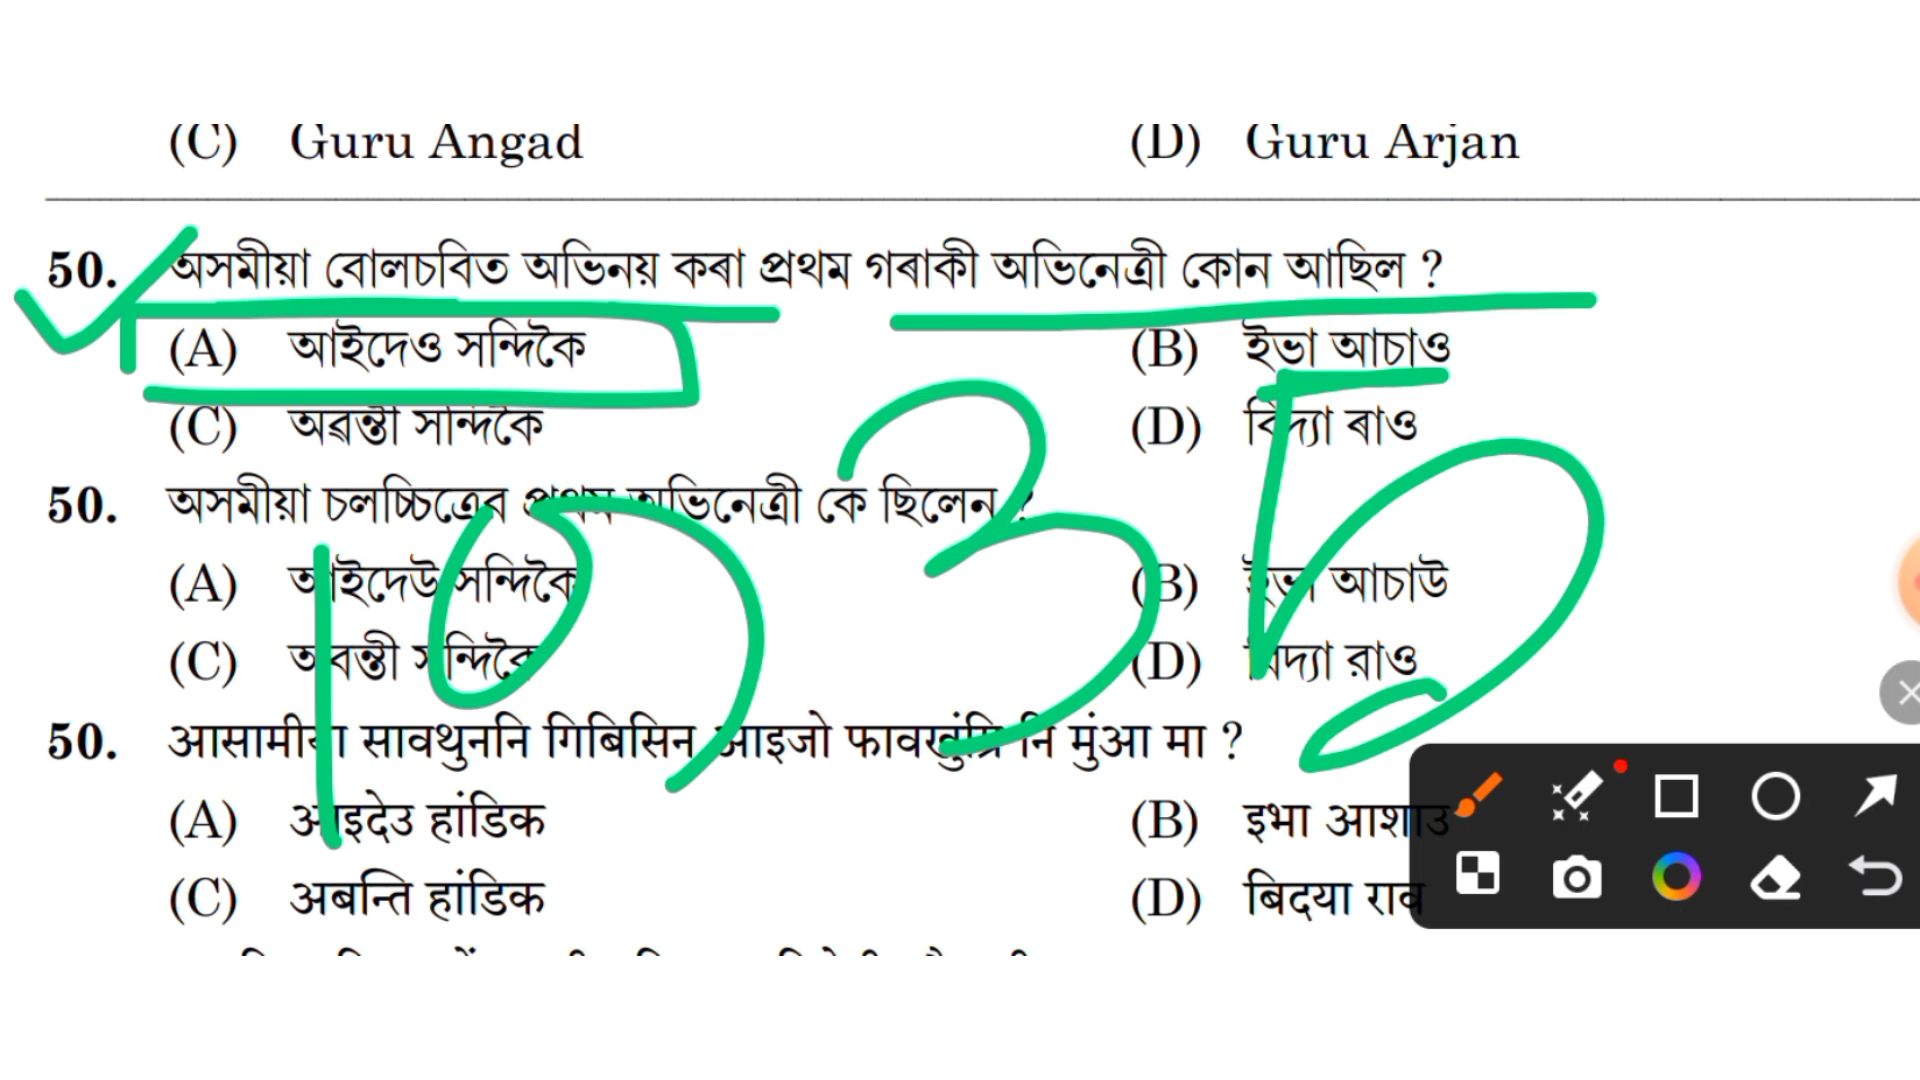 (C) Guru Angad (D) Guru Arjan
50. অসমীয়া বোলচবিত অভিনয় কৰা প্ৰথম গৰাকী অভিনেত্ৰী কোন আছিল ?
(A) আইদেও সন্দিকৈ (B) ইভা আচাও
(C) অৱন্তী সন্দিকৈ (D) বিদ্যা ৰাও
50. অসমীয়া চলচ্চিত্রের প্রথম অভিনেত্রী কে ছিলেন ?
(A) আইদেউ সন্দিকৈ (B) ইভা আচাউ
(C) অবন্তী সন্দিকৈ (D) বিদ্যা রাও
50. आसामीया सावथुननि गिबिसिन आइजो फावखुंग्रि नि मुंआ मा ?
(A) आइदेउ हांडिक (B) इभा आशाउ
(C) अबन्ति हांडिक (D) बिदया राव
1935